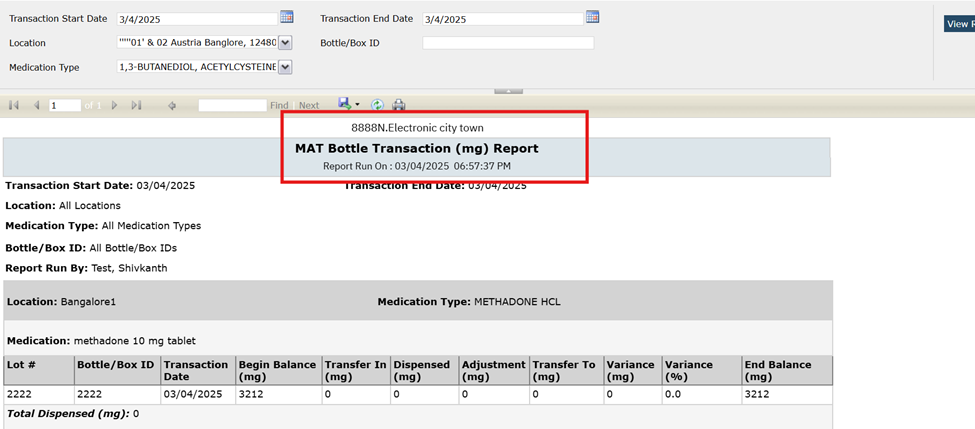 Transaction Start Date 3/4/2025 Transaction End Date 3/4/2025
Location """01' & 02 Austria Banglore, 12480 Bottle/Box ID
View R
Medication Type 1,3-BUTANEDIOL, ACETYLCYSTEINE
1 of 1 Find | Next
8888N.Electronic city town
MAT Bottle Transaction (mg) Report
Report Run On : 03/04/2025 06:57:37 PM
Transaction Start Date: 03/04/2025 Transaction End Date: 03/04/2025
Location: All Locations
Medication Type: All Medication Types
Bottle/Box ID: All Bottle/Box IDs
Report Run By: Test, Shivkanth
Location: Bangalore1 Medication Type: METHADONE HCL
Medication: methadone 10 mg tablet
Lot # Bottle/Box ID Transaction Begin Balance Transfer In Dispensed Adjustment Transfer To Variance Variance End Balance
Date (mg) (mg) (mg) (mg) (mg) (mg) (%) (mg)
2222 2222 03/04/2025 3212 0 0 0 0 0 0.0 3212
Total Dispensed (mg): 0